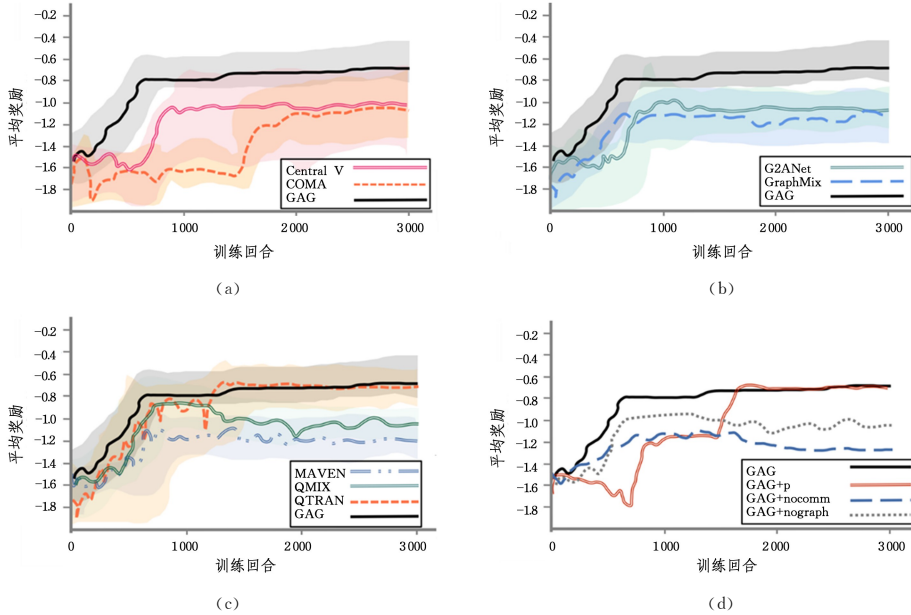 -0.2
-0.4
-0.6
-0.8
-1.0
-1.2
-1.4
-1.6
-1.8
平均奖励
Central V
COMA
GAG
0
1000
2000
3000
训练回合
(a)
-0.2
-0.4
-0.6
-0.8
-1.0
-1.2
-1.4
-1.6
-1.8
平均奖励
G2ANet
GraphMix
GAG
0
1000
2000
3000
训练回合
(b)
-0.2
-0.4
-0.6
-0.8
-1.0
-1.2
-1.4
-1.6
-1.8
平均奖励
MAVEN
QMIX
QTRAN
GAG
0
1000
2000
3000
训练回合
(c)
-0.2
-0.4
-0.6
-0.8
-1.0
-1.2
-1.4
-1.6
-1.8
平均奖励
GAG
GAG+p
GAG+nocomm
GAG+nograph
0
1000
2000
3000
训练回合
(d)